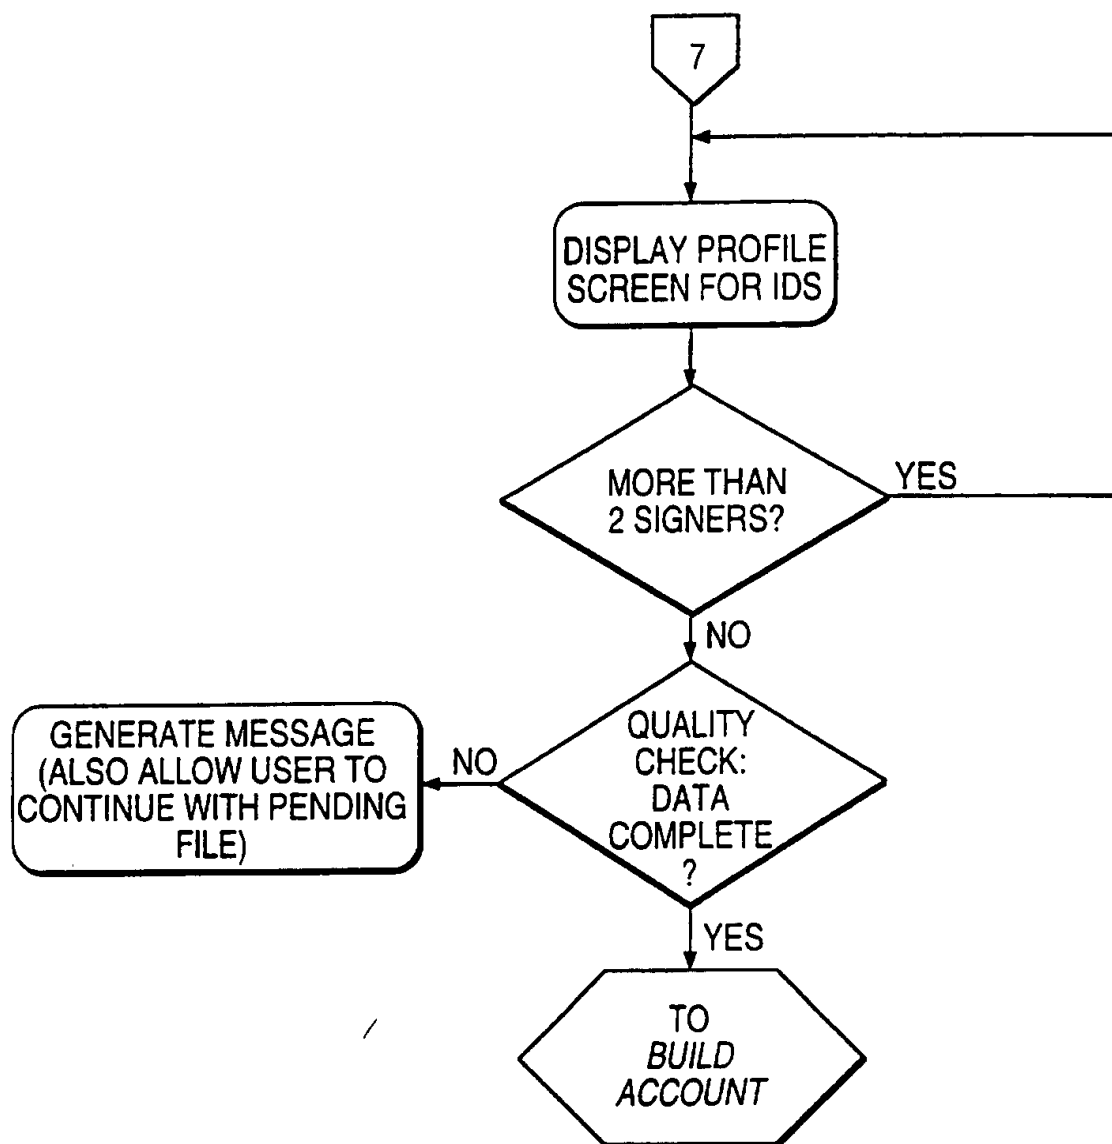 7
DISPLAY PROFILE
SCREEN FOR IDS
MORE THAN
2 SIGNERS?
YES
NO
QUALITY
CHECK:
DATA
COMPLETE
?
NO
GENERATE MESSAGE
(ALSO ALLOW USER TO
CONTINUE WITH PENDING
FILE)
YES
TO
BUILD
ACCOUNT